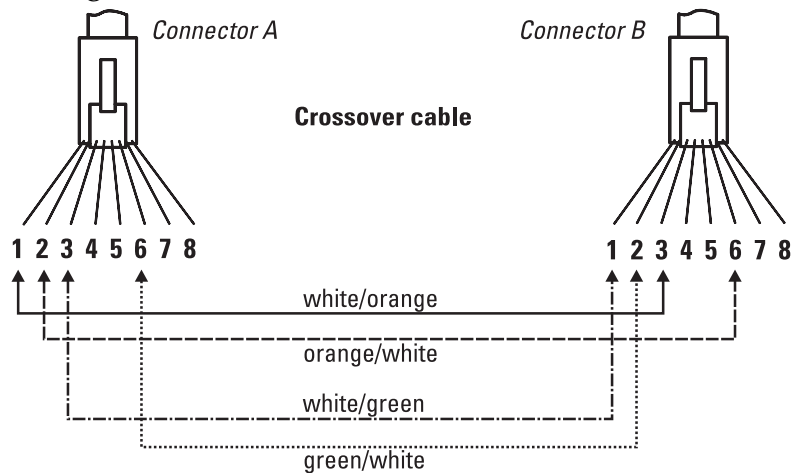 Connector A Connector B
Crossover cable
1 2 3 4 5 6 7 8 1 2 3 4 5 6 7 8
white/orange
orange/white
white/green
green/white